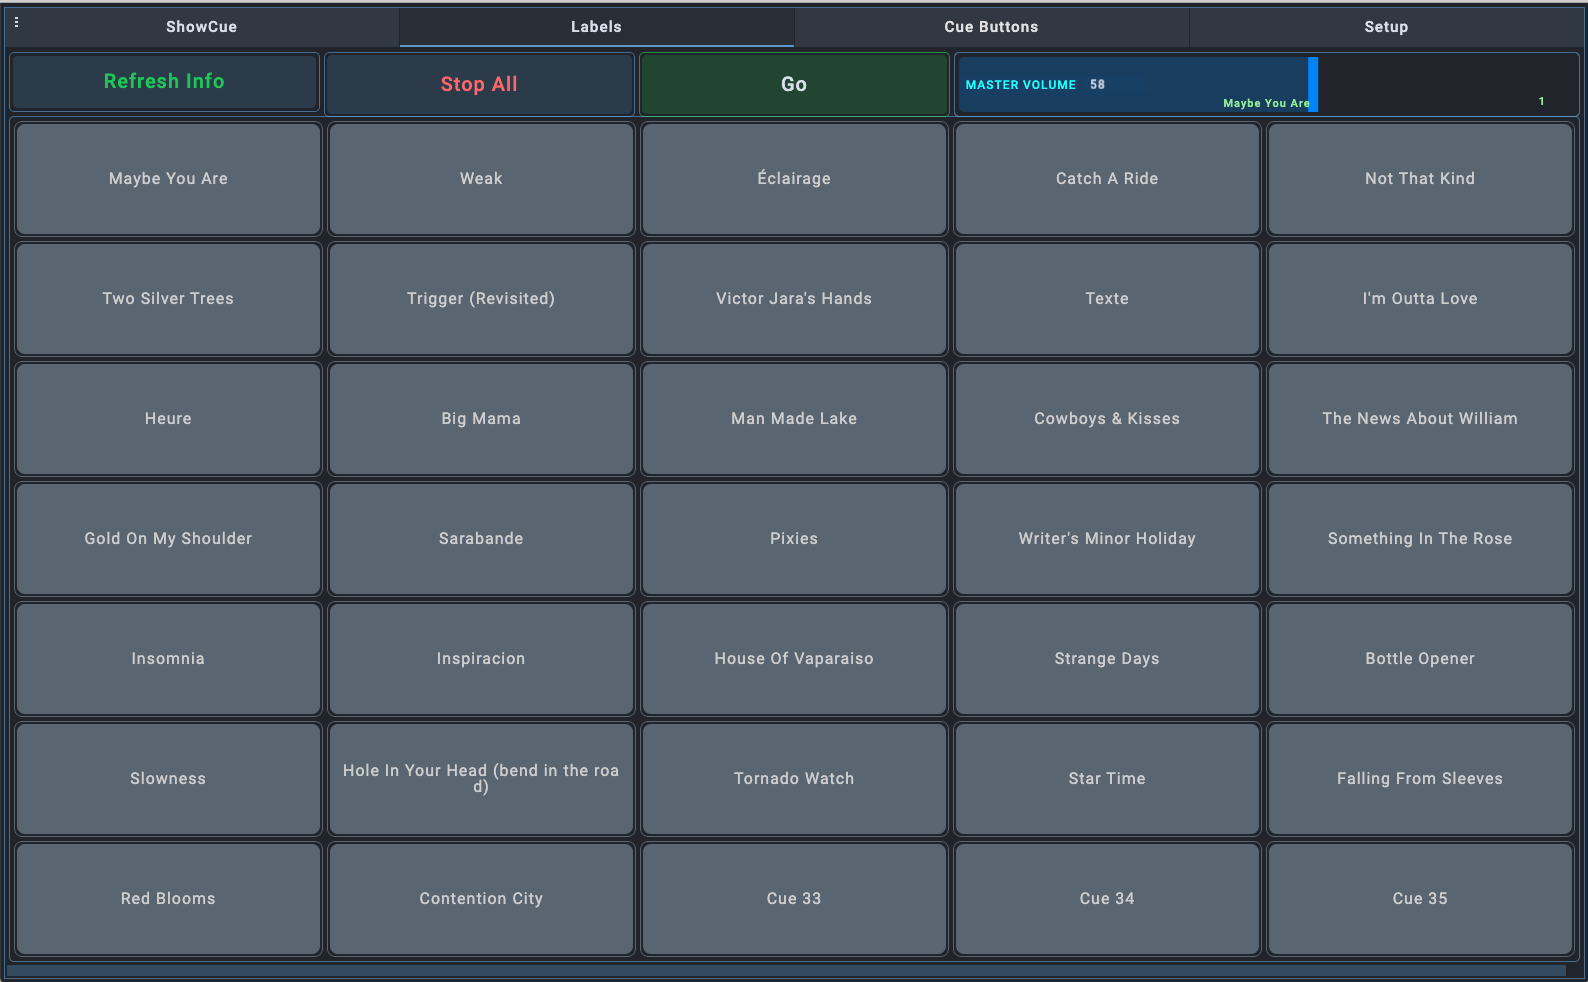 ShowCue
Labels
Cue Buttons
Setup
Refresh Info
Stop All
Go
MASTER VOLUME 58
Maybe You Are
1
Maybe You Are
Weak
Éclairage
Catch A Ride
Not That Kind
Two Silver Trees
Trigger (Revisited)
Victor Jara's Hands
Texte
I'm Outta Love
Heure
Big Mama
Man Made Lake
Cowboys & Kisses
The News About William
Gold On My Shoulder
Sarabande
Pixies
Writer's Minor Holiday
Something In The Rose
Insomnia
Inspiracion
House Of Vaparaiso
Strange Days
Bottle Opener
Slowness
Hole In Your Head (bend in the roa
d)
Tornado Watch
Star Time
Falling From Sleeves
Red Blooms
Contention City
Cue 33
Cue 34
Cue 35